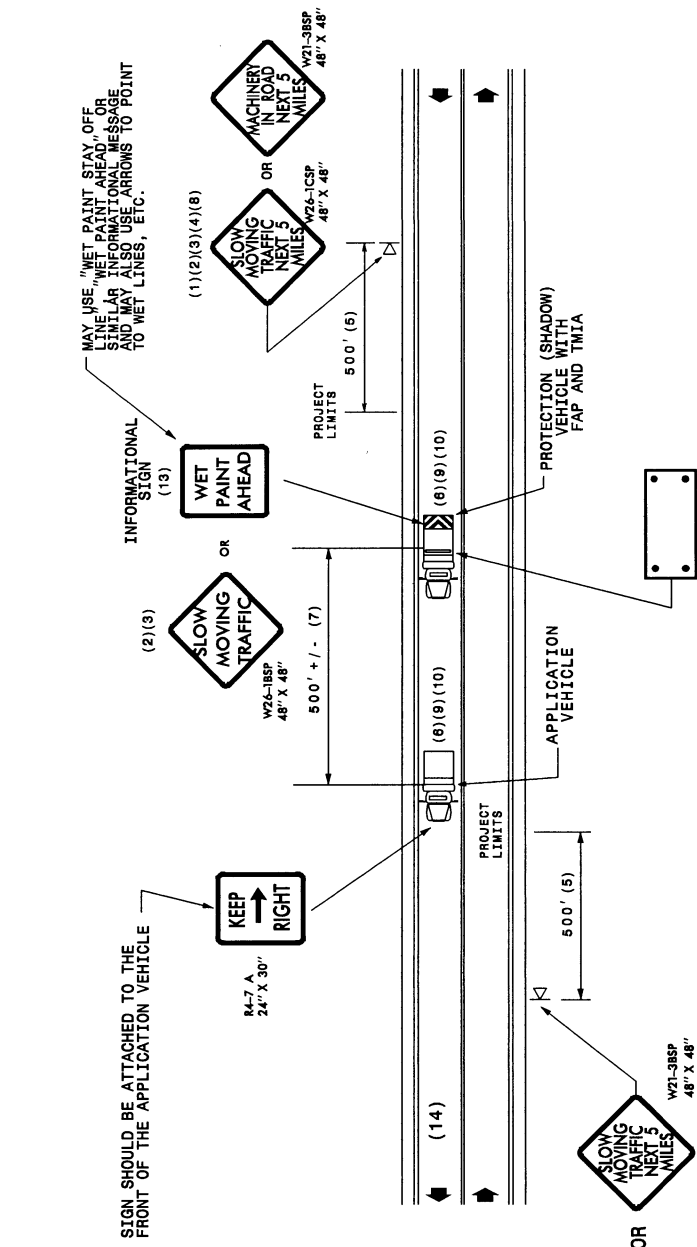 MAY USE "WET PAINT STAY OFF
LINE" "WET PAINT AHEAD" OR
SIMILAR INFORMATIONAL MESSAGE
AND MAY ALSO USE ARROWS TO POINT
TO WET LINES, ETC.
SIGN SHOULD BE ATTACHED TO THE
FRONT OF THE APPLICATION VEHICLE
KEEP
RIGHT
R4-7 A
24" X 30"
(2)(3)
SLOW
MOVING
TRAFFIC
W26-1BSP
48" X 48"
OR
INFORMATIONAL
SIGN
(13)
WET
PAINT
AHEAD
(1)(2)(3)(4)(8)
SLOW
MOVING
TRAFFIC
NEXT 5
MILES
W26-1CSP
48" X 48"
OR
MACHINERY
IN ROAD
NEXT 5
MILES
W21-3BSP
48" X 48"
500' +/- (7)
PROJECT
LIMITS
500' (5)
(14)
(6)(9)(10)
(6)(9)(10)
PROJECT
LIMITS
500' (5)
APPLICATION
VEHICLE
PROTECTION (SHADOW)
VEHICLE WITH
FAP AND TMIA
OR
SLOW
MOVING
TRAFFIC
NEXT 5
MILES
W21-3BSP
48" X 48"